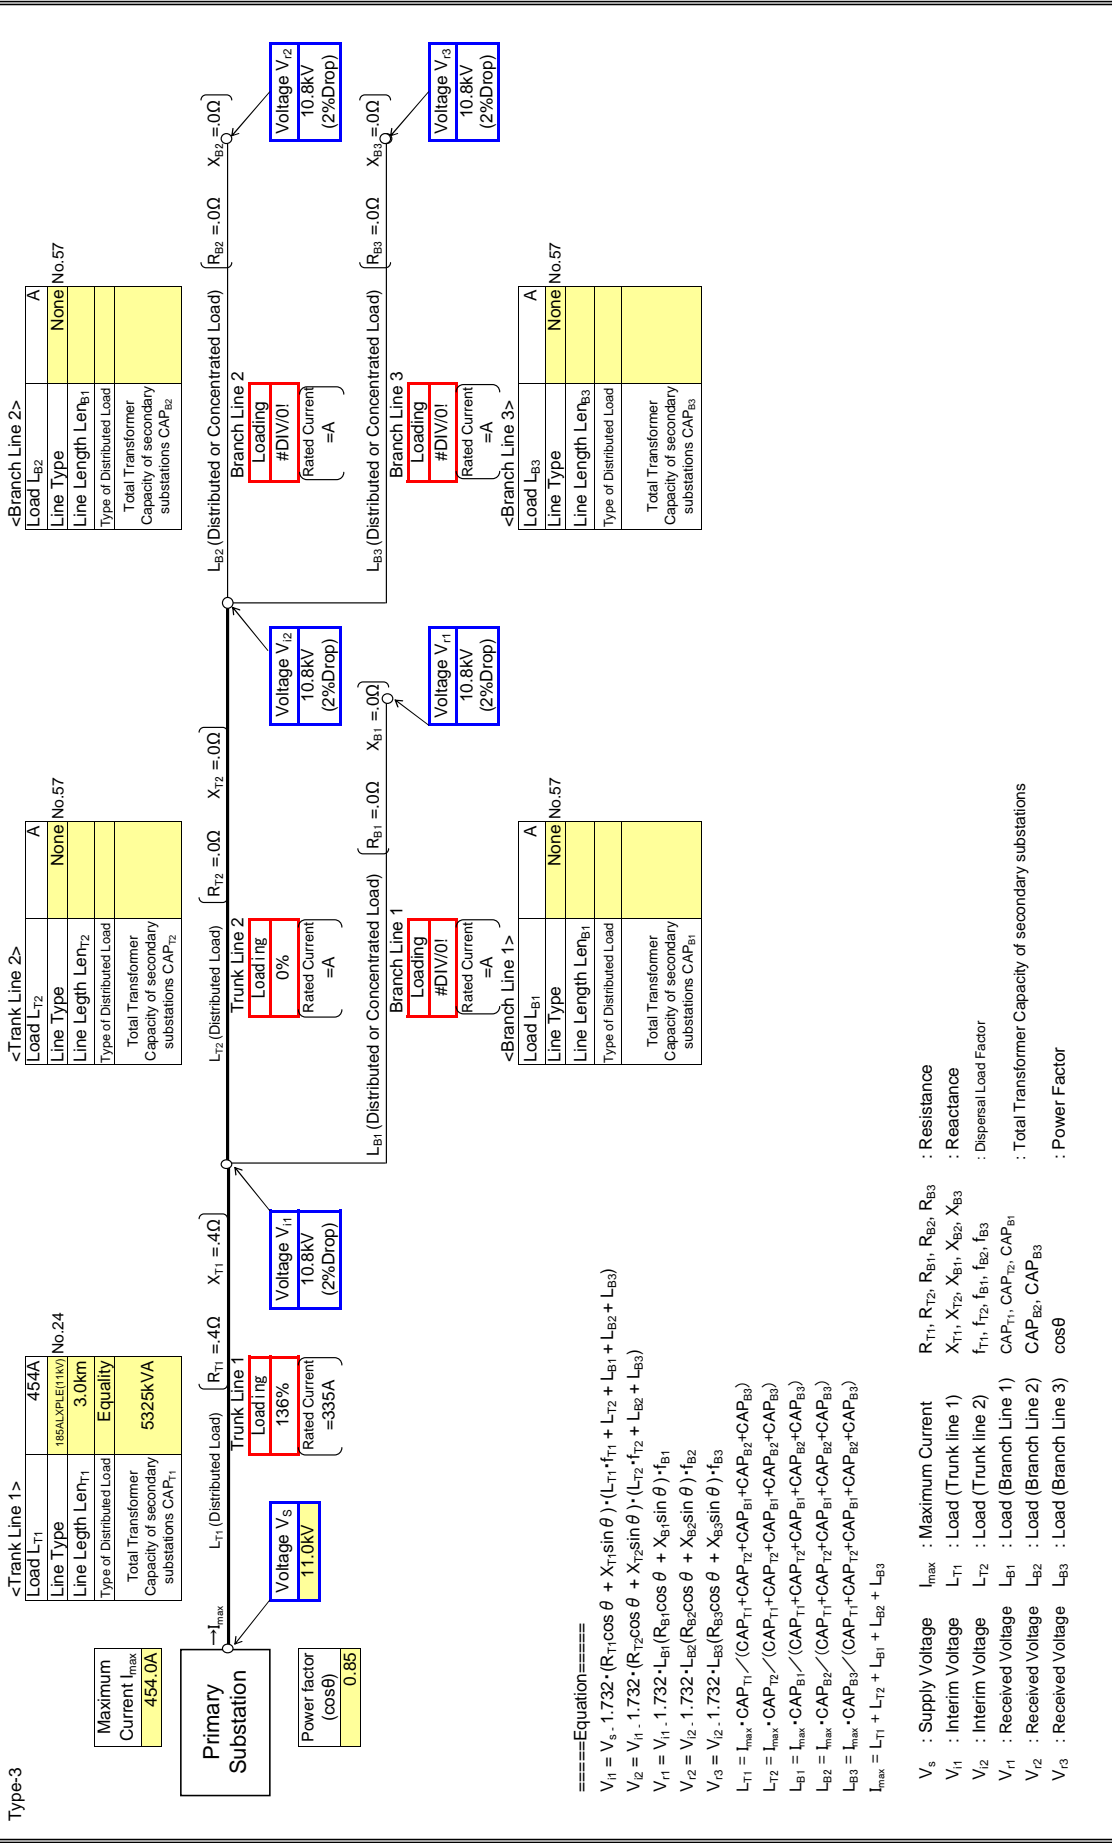 Type-3
Maximum
Current Imax
454.0A
Primary
Substation
Power factor
(cosθ)
0.85
→Imax
Voltage VS
11.0kV
<Trank Line 1>
Load LT1 454A
Line Type 185ALXPLE(11kV) No.24
Line Legth LenT1 3.0km
Type of Distributed Load Equality
Total Transformer
Capacity of secondary
substations CAPT1
5325kVA
LT1 (Distributed Load)
RT1 =.4Ω XT1 =.4Ω
Trunk Line 1
Loading
136%
Rated Current
=335A
Voltage Vi1
10.8kV
(2%Drop)
<Trank Line 2>
Load LT2 A
Line Type None No.57
Line Length LenT2
Type of Distributed Load
Total Transformer
Capacity of secondary
substations CAPT2
LT2 (Distributed Load)
RT2 =.0Ω XT2 =.0Ω
Trunk Line 2
Loading
0%
Rated Current
=A
Voltage Vi2
10.8kV
(2%Drop)
LB1 (Distributed or Concentrated Load)
RB1 =.0Ω XB1 =.0Ω
Branch Line 1
Loading
#DIV/0!
Rated Current
=A
Voltage Vr1
10.8kV
(2%Drop)
<Branch Line 1>
Load LB1 A
Line Type None No.57
Line Length LenB1
Type of Distributed Load
Total Transformer
Capacity of secondary
substations CAPB1
<Branch Line 2>
Load LB2 A
Line Type None No.57
Line Length LenB1
Type of Distributed Load
Total Transformer
Capacity of secondary
substations CAPB2
LB2 (Distributed or Concentrated Load)
RB2 =.0Ω XB2 =.0Ω
Branch Line 2
Loading
#DIV/0!
Rated Current
=A
Voltage Vr2
10.8kV
(2%Drop)
LB3 (Distributed or Concentrated Load)
RB3 =.0Ω XB3 =.0Ω
Branch Line 3
Loading
#DIV/0!
Rated Current
=A
Voltage Vr3
10.8kV
(2%Drop)
<Branch Line 3>
Load LB3 A
Line Type None No.57
Line Length LenB3
Type of Distributed Load
Total Transformer
Capacity of secondary
substations CAPB3
=====Equation=====
Vi1 = Vs - 1.732・(RT1cos θ + XT1sin θ)・(LT1・fT1 + LT2 + LB1 + LB2 + LB3)
Vi2 = Vi1 - 1.732・(RT2cos θ + XT2sin θ)・(LT2・fT2 + LB2 + LB3)
Vr1 = Vi1 - 1.732・LB1(RB1cos θ + XB1sin θ)・fB1
Vr2 = Vi2 - 1.732・LB2(RB2cos θ + XB2sin θ)・fB2
Vr3 = Vi2 - 1.732・LB3(RB3cos θ + XB3sin θ)・fB3
LT1 = Imax・CAPT1／(CAPT1+CAPT2+CAPB1+CAPB2+CAPB3)
LT2 = Imax・CAPT2／(CAPT1+CAPT2+CAPB1+CAPB2+CAPB3)
LB1 = Imax・CAPB1／(CAPT1+CAPT2+CAPB1+CAPB2+CAPB3)
LB2 = Imax・CAPB2／(CAPT1+CAPT2+CAPB1+CAPB2+CAPB3)
LB3 = Imax・CAPB3／(CAPT1+CAPT2+CAPB1+CAPB2+CAPB3)
Imax = LT1 + LT2 + LB1 + LB2 + LB3
Vs : Supply Voltage Imax : Maximum Current RT1, RT2, RB1, RB2, RB3 : Resistance
Vi1 : Interim Voltage LT1 : Load (Trunk line 1) XT1, XT2, XB1, XB2, XB3 : Reactance
Vi2 : Interim Voltage LT2 : Load (Trunk line 2) fT1, fT2, fB1, fB2, fB3 : Dispersal Load Factor
Vr1 : Received Voltage LB1 : Load (Branch Line 1) CAPT1, CAPT2, CAPB1
Vr2 : Received Voltage LB2 : Load (Branch Line 2) CAPB2, CAPB3 : Total Transformer Capacity of secondary substations
Vr3 : Received Voltage LB3 : Load (Branch Line 3) cosθ : Power Factor